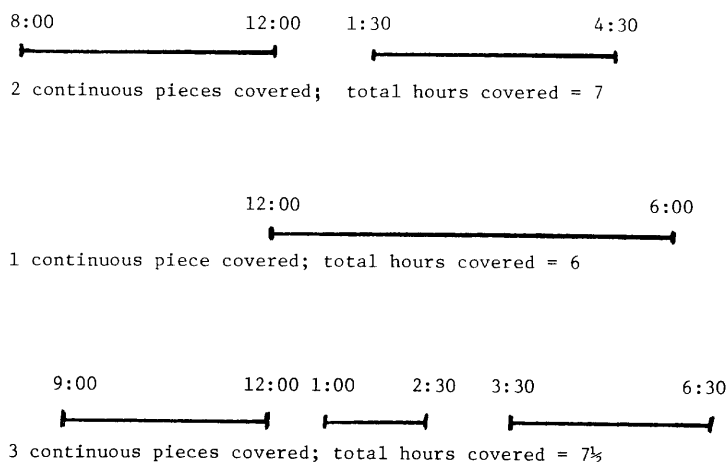 8:00 12:00 1:30 4:30
2 continuous pieces covered; total hours covered = 7
12:00 6:00
1 continuous piece covered; total hours covered = 6
9:00 12:00 1:00 2:30 3:30 6:30
3 continuous pieces covered; total hours covered = 7½